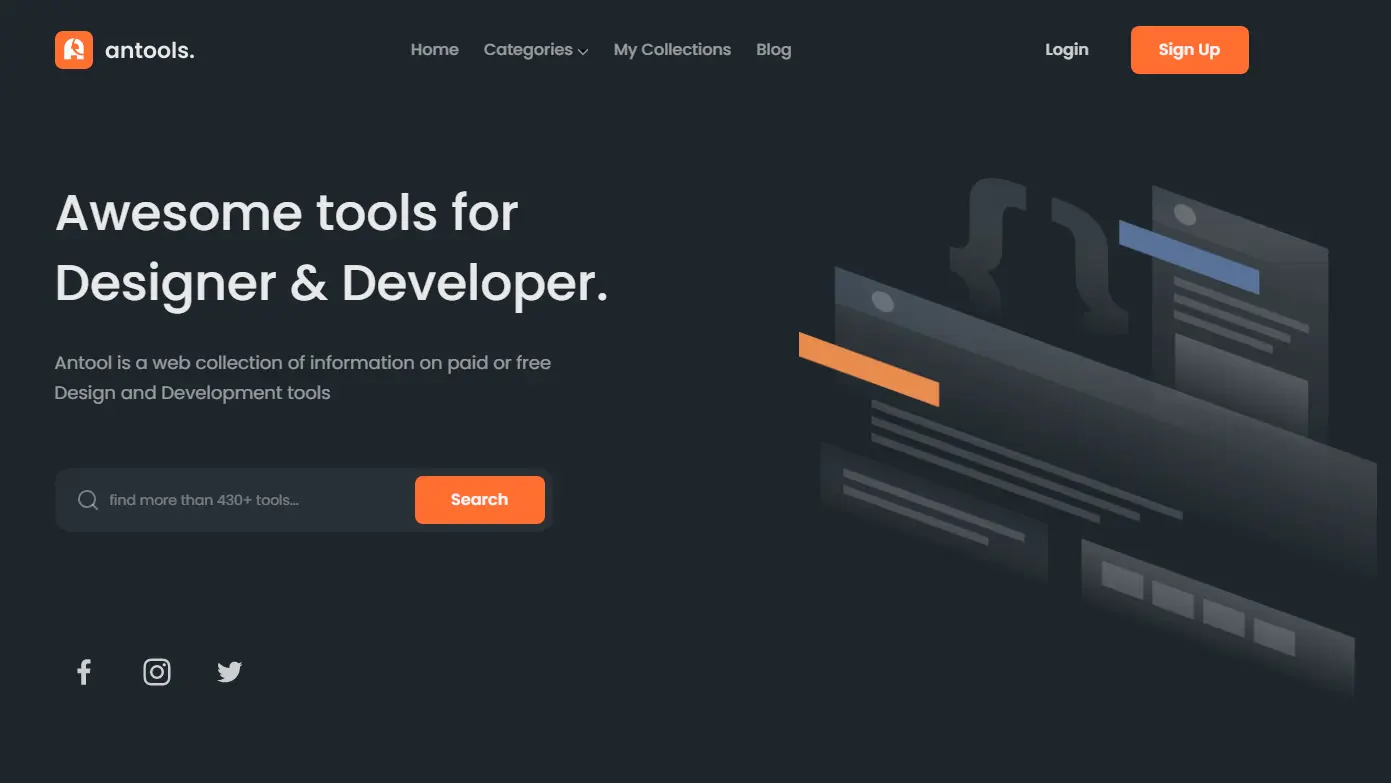 antools.
Home Categories My Collections Blog
Login
Sign Up
Awesome tools for
Designer & Developer.
Antool is a web collection of information on paid or free
Design and Development tools
find more than 430+ tools...
Search
{ }